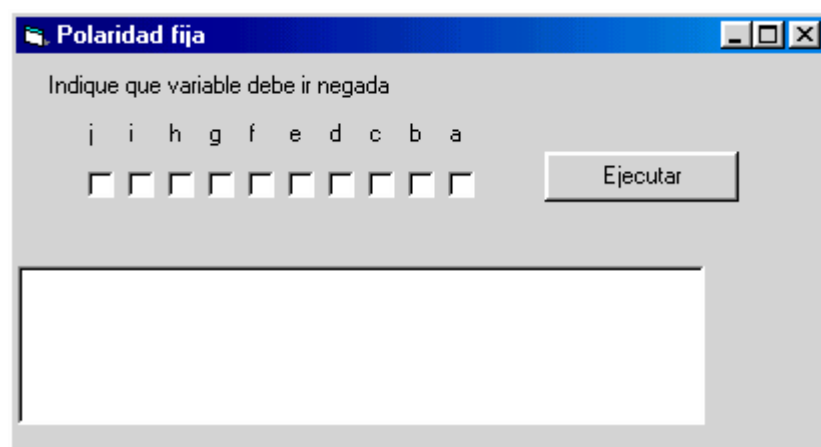 Polaridad fija
Indique que variable debe ir negada
j i h g f e d c b a
Ejecutar